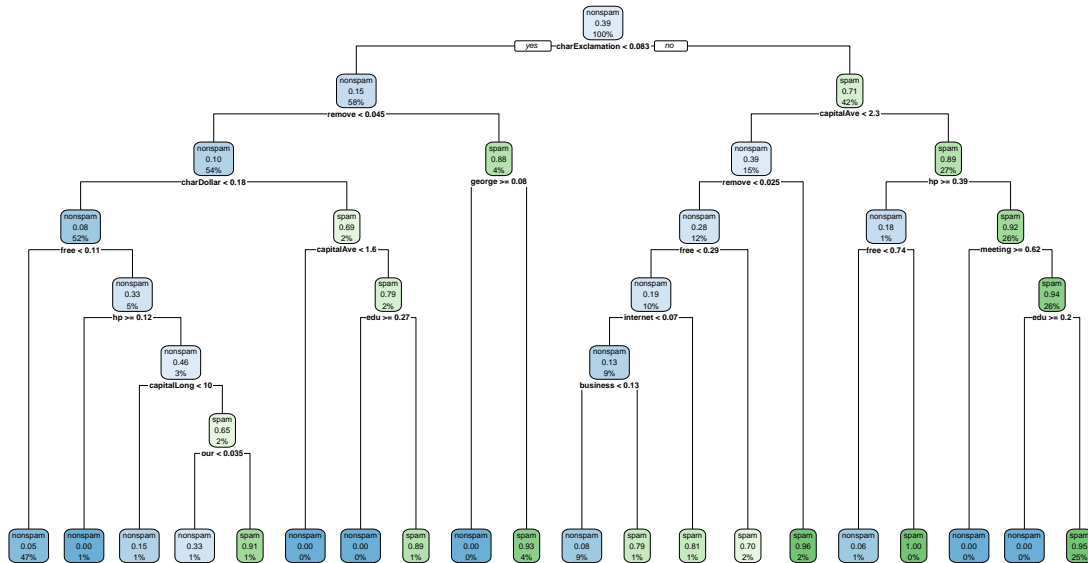 nonspam
0.39
100%
yes charExclamation < 0.083 no
nonspam
0.15
58%
spam
0.71
42%
remove < 0.045
capitalAve < 2.3
nonspam
0.10
54%
spam
0.88
4%
nonspam
0.39
15%
spam
0.89
27%
charDollar < 0.18
george >= 0.08
remove < 0.025
hp >= 0.39
nonspam
0.08
52%
spam
0.69
2%
nonspam
0.28
12%
nonspam
0.18
1%
spam
0.92
26%
free < 0.11
capitalAve < 1.6
free < 0.29
free < 0.74
meeting >= 0.62
nonspam
0.33
5%
spam
0.79
2%
nonspam
0.19
10%
spam
0.94
26%
hp >= 0.12
edu >= 0.27
internet < 0.07
edu >= 0.2
nonspam
0.46
3%
nonspam
0.13
9%
capitalLong < 10
business < 0.13
spam
0.65
2%
our < 0.035
nonspam
0.05
47%
nonspam
0.00
1%
nonspam
0.15
1%
nonspam
0.33
1%
spam
0.91
1%
nonspam
0.00
0%
nonspam
0.00
0%
spam
0.89
1%
nonspam
0.00
0%
spam
0.93
4%
nonspam
0.08
9%
spam
0.79
1%
spam
0.81
1%
spam
0.70
2%
spam
0.96
2%
nonspam
0.06
1%
spam
1.00
0%
nonspam
0.00
0%
nonspam
0.00
0%
spam
0.95
25%